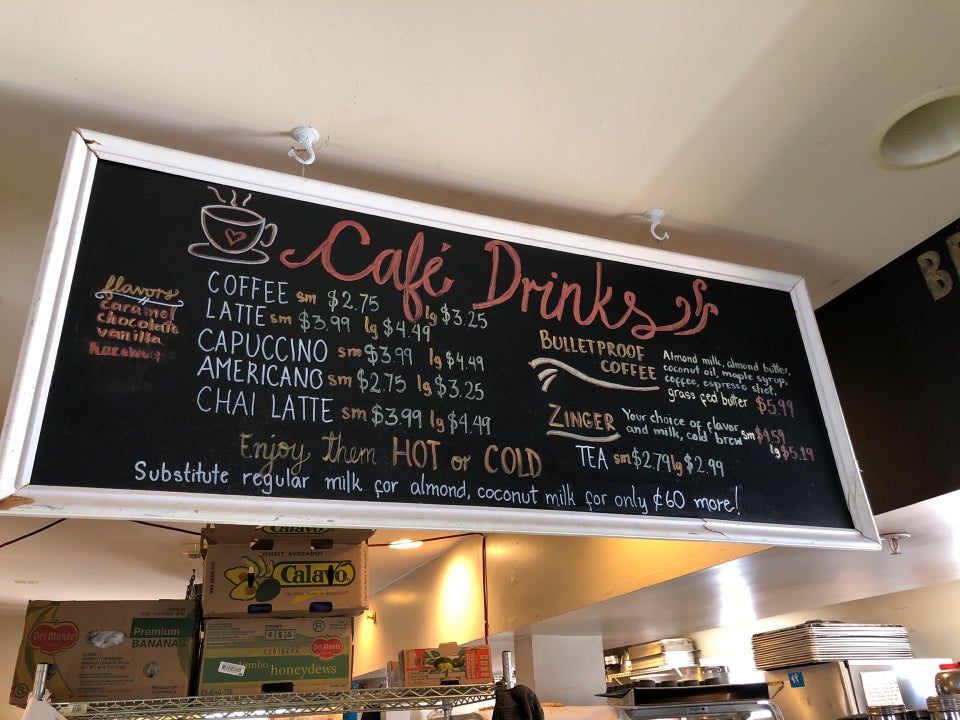 Café Drinks
flavors
caramel
chocolate
vanilla
COFFEE sm $2.75 lg $3.25
LATTE sm $3.99 lg $4.49
CAPUCCINO sm $3.99 lg $4.49
AMERICANO sm $2.75 lg $3.25
CHAI LATTE sm $3.99 lg $4.49
BULLETPROOF
COFFEE
Almond milk, almond butter,
coconut oil, maple syrup,
coffee, espresso shot,
grass fed butter $5.99
ZINGER
Your choice of flavor
and milk, cold brew sm $4.59
lg $5.19
TEA sm $2.79 lg $2.99
Enjoy them HOT or COLD
Substitute regular milk for almond, coconut milk for only ¢60 more!
FINEST AVOCADOS
Calavo
Del Monte
Premium
BANANAS
Del Monte
Jumbo
honeydews